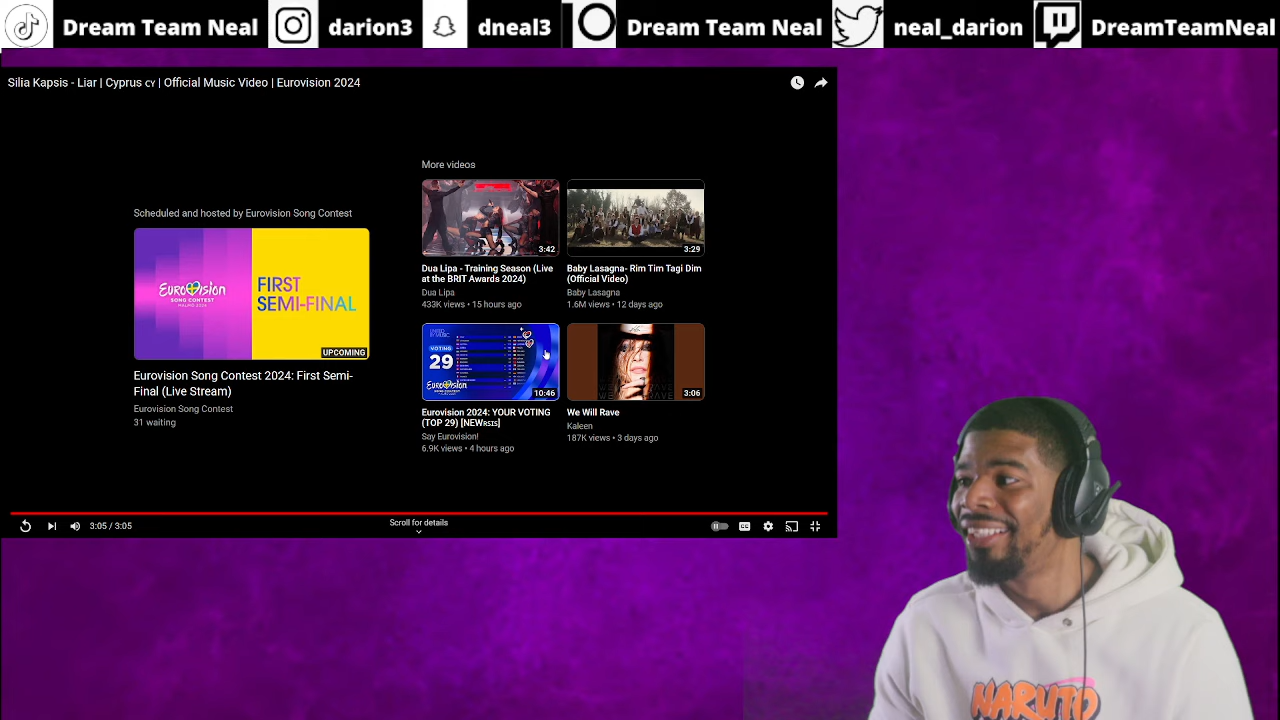 Dream Team Neal
darion3
dneal3
Dream Team Neal
neal_darion
DreamTeamNeal
Silia Kapsis - Liar | Cyprus CY | Official Music Video | Eurovision 2024
Scheduled and hosted by Eurovision Song Contest
EUROVISION
SONG CONTEST
FIRST
SEMI-FINAL
UPCOMING
Eurovision Song Contest 2024: First Semi-
Final (Live Stream)
Eurovision Song Contest
31 waiting
More videos
3:42
Dua Lipa - Training Season (Live
at the BRIT Awards 2024)
Dua Lipa
433K views • 15 hours ago
3:29
Baby Lasagna- Rim Tim Tagi Dim
(Official Video)
Baby Lasagna
1.6M views • 12 days ago
VOTING
29
EUROVISION
10:46
Eurovision 2024: YOUR VOTING
(TOP 29) [NEWRSIS]
Say Eurovision!
6.9K views • 4 hours ago
3:06
We Will Rave
Kaleen
187K views • 3 days ago
3:05 / 3:05
Scroll for details
CC
NARUTO